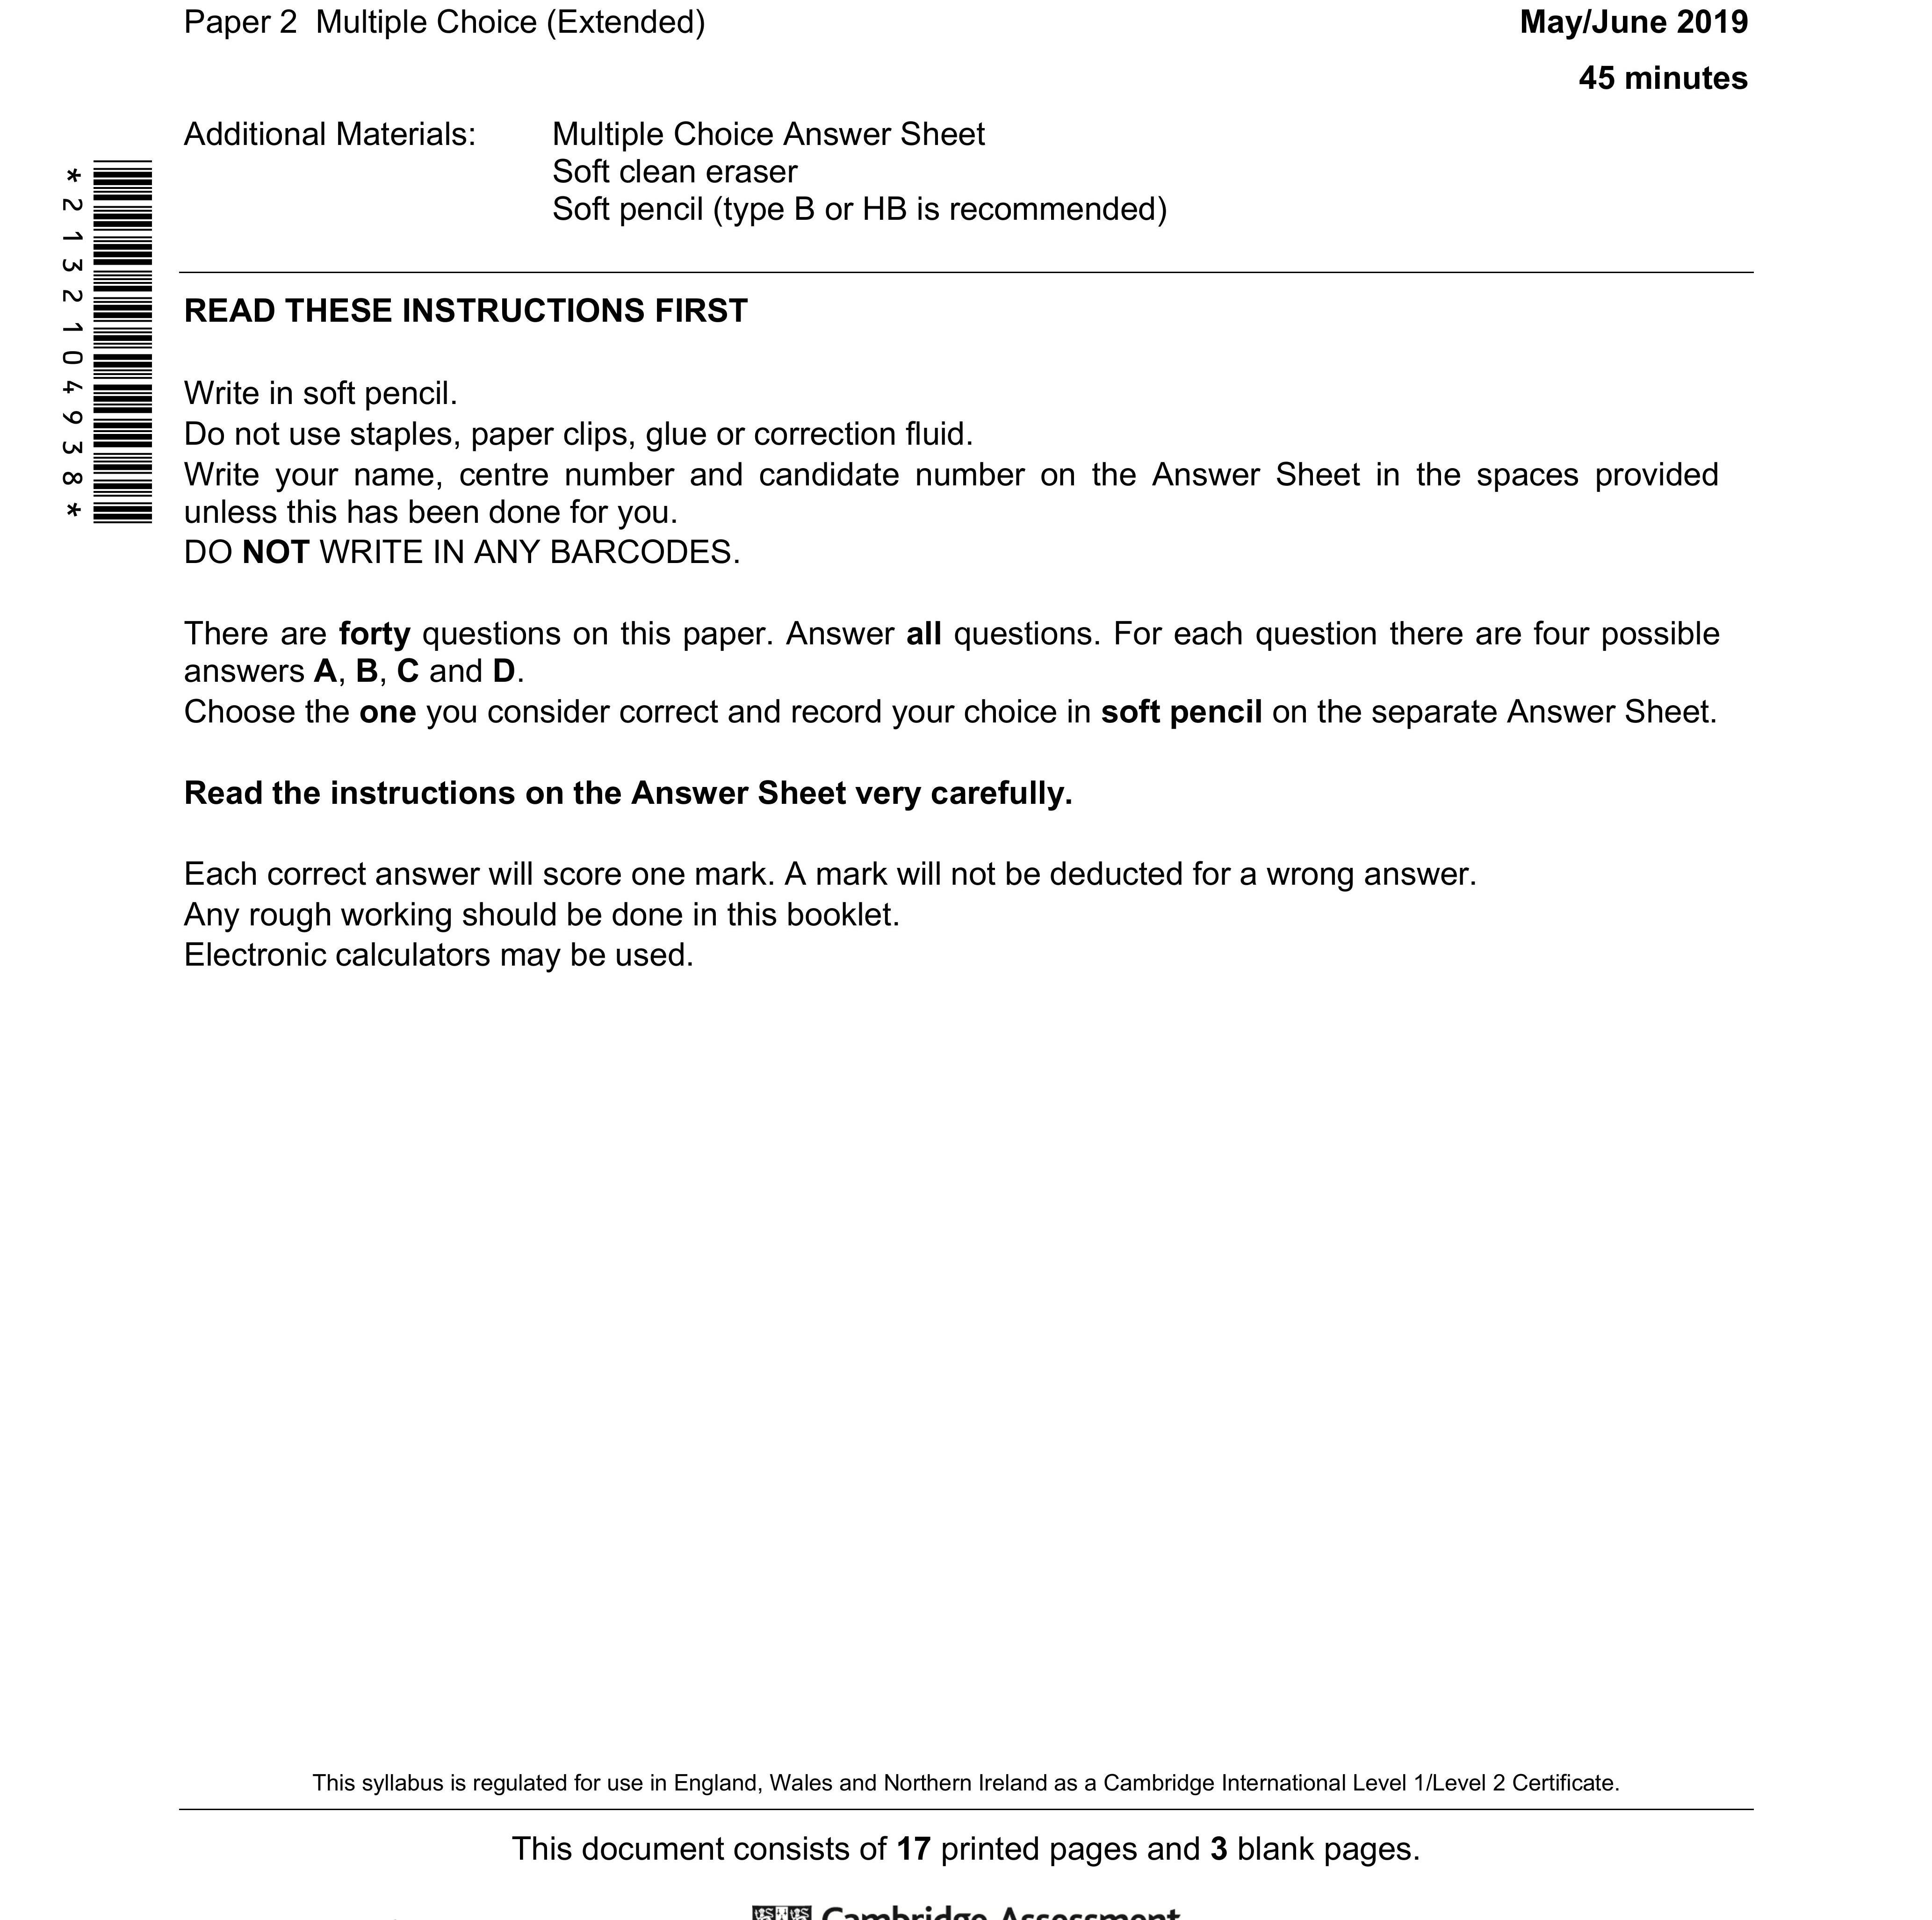 Paper 2 Multiple Choice (Extended)
May/June 2019
45 minutes
Additional Materials: Multiple Choice Answer Sheet
Soft clean eraser
Soft pencil (type B or HB is recommended)
*2132104938*
READ THESE INSTRUCTIONS FIRST
Write in soft pencil.
Do not use staples, paper clips, glue or correction fluid.
Write your name, centre number and candidate number on the Answer Sheet in the spaces provided
unless this has been done for you.
DO NOT WRITE IN ANY BARCODES.
There are forty questions on this paper. Answer all questions. For each question there are four possible
answers A, B, C and D.
Choose the one you consider correct and record your choice in soft pencil on the separate Answer Sheet.
Read the instructions on the Answer Sheet very carefully.
Each correct answer will score one mark. A mark will not be deducted for a wrong answer.
Any rough working should be done in this booklet.
Electronic calculators may be used.
This syllabus is regulated for use in England, Wales and Northern Ireland as a Cambridge International Level 1/Level 2 Certificate.
This document consists of 17 printed pages and 3 blank pages.
Cambridge Assessment